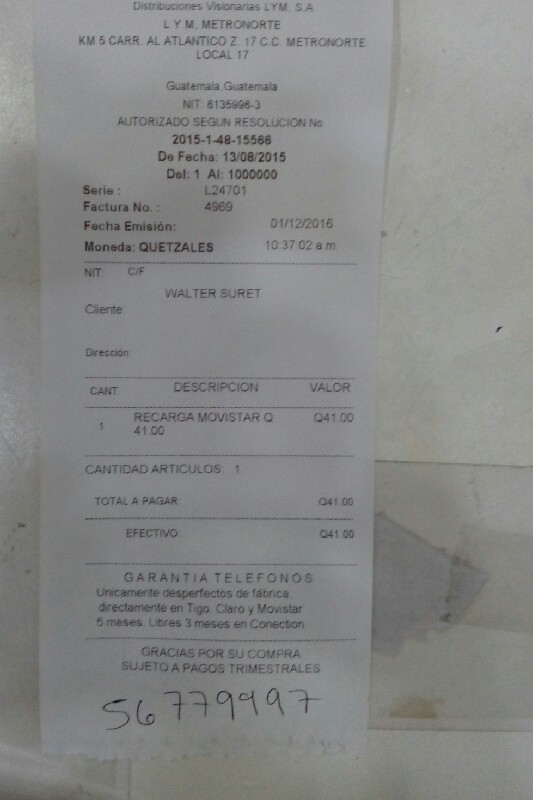 Distribuciones Visionarias LYM, S.A
L Y M, METRONORTE
KM 5 CARR. AL ATLANTICO Z. 17 C.C. METRONORTE
LOCAL 17
Guatemala, Guatemala
NIT: 6135996-3
AUTORIZADO SEGUN RESOLUCION No.
2015-1-48-15566
De Fecha: 13/08/2015
Del: 1 Al: 1000000
Serie : L24701
Factura No. : 4969
Fecha Emisión: 01/12/2016
Moneda: QUETZALES 10:37:02 a.m
NIT: C/F
WALTER SURET
Cliente:
Dirección:
CANT. DESCRIPCION VALOR
1 RECARGA MOVISTAR Q Q41.00
41.00
CANTIDAD ARTICULOS: 1
TOTAL A PAGAR: Q41.00
EFECTIVO: Q41.00
GARANTIA TELEFONOS
Unicamente desperfectos de fabrica,
directamente en Tigo, Claro y Movistar
6 meses, Libres 3 meses en Conection
GRACIAS POR SU COMPRA
SUJETO A PAGOS TRIMESTRALES
56779997